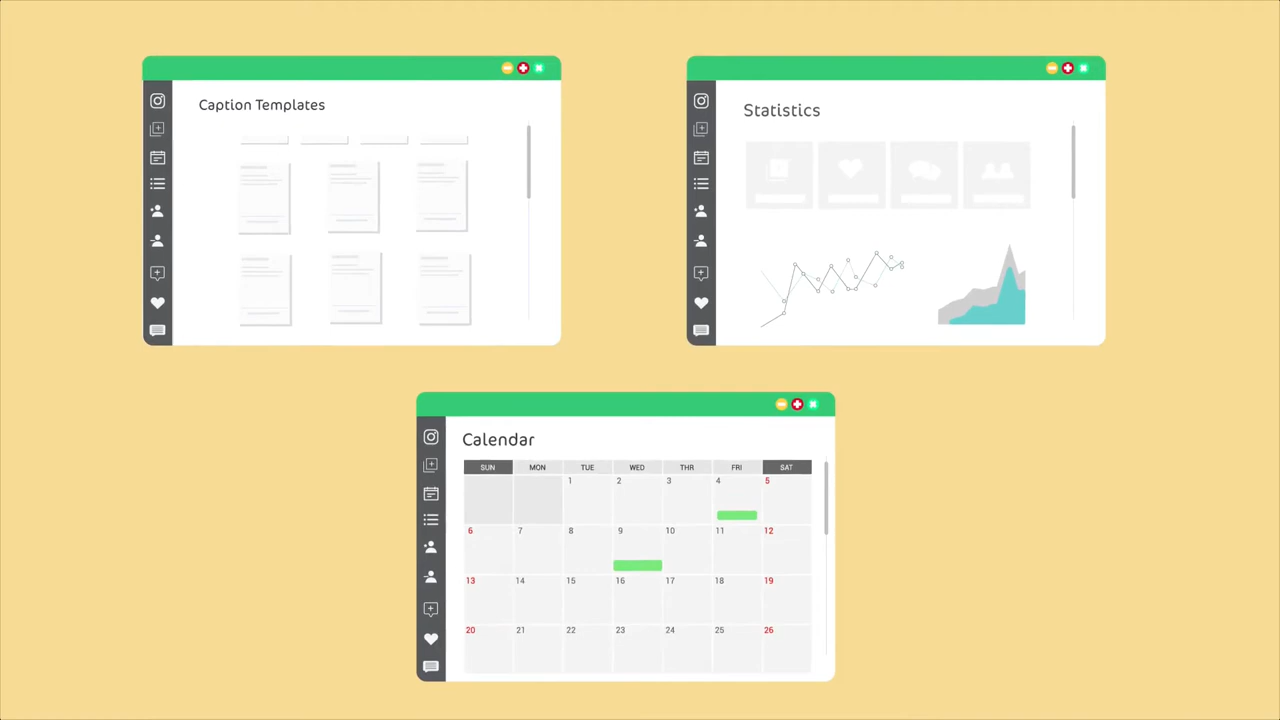 Caption Templates
Statistics
Calendar
SUN MON TUE WED THR FRI SAT
1 2 3 4 5
6 7 8 9 10 11 12
13 14 15 16 17 18 19
20 21 22 23 24 25 26